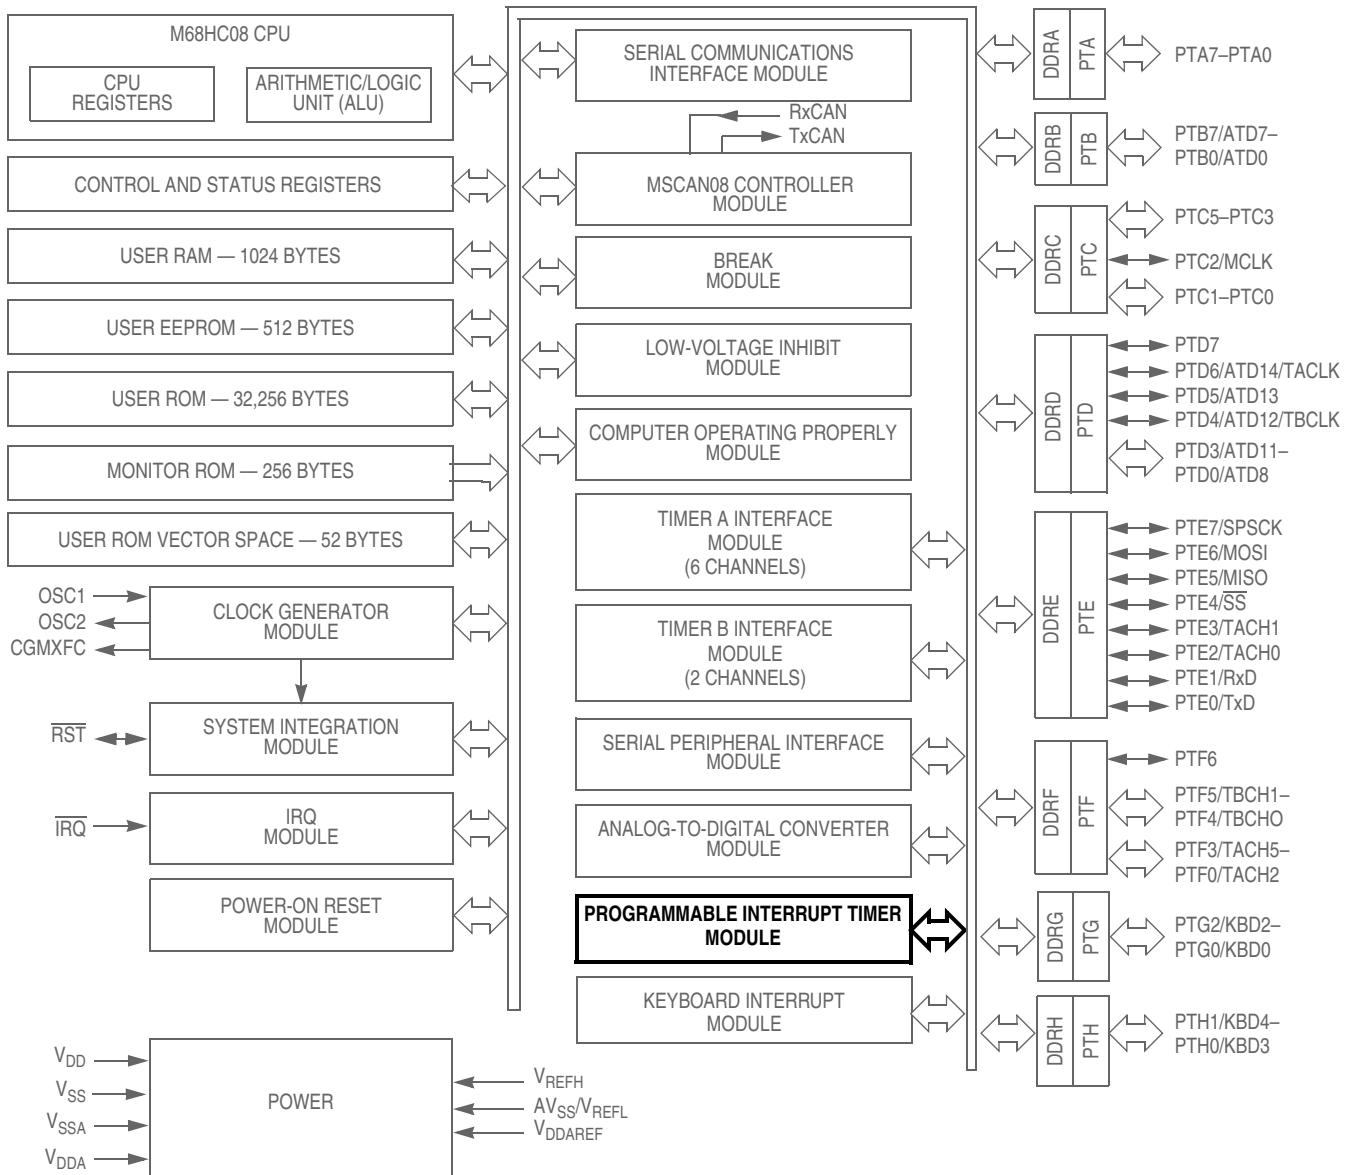 M68HC08 CPU
CPU
REGISTERS
ARITHMETIC/LOGIC
UNIT (ALU)
CONTROL AND STATUS REGISTERS
USER RAM — 1024 BYTES
USER EEPROM — 512 BYTES
USER ROM — 32,256 BYTES
MONITOR ROM — 256 BYTES
USER ROM VECTOR SPACE — 52 BYTES
OSC1
OSC2
CGMXFC
CLOCK GENERATOR
MODULE
RST
SYSTEM INTEGRATION
MODULE
IRQ
IRQ
MODULE
POWER-ON RESET
MODULE
VDD
VSS
VSSA
VDDA
POWER
VREFH
AVSS/VREFL
VDDAREF
SERIAL COMMUNICATIONS
INTERFACE MODULE
RxCAN
TxCAN
MSCAN08 CONTROLLER
MODULE
BREAK
MODULE
LOW-VOLTAGE INHIBIT
MODULE
COMPUTER OPERATING PROPERLY
MODULE
TIMER A INTERFACE
MODULE
(6 CHANNELS)
TIMER B INTERFACE
MODULE
(2 CHANNELS)
SERIAL PERIPHERAL INTERFACE
MODULE
ANALOG-TO-DIGITAL CONVERTER
MODULE
PROGRAMMABLE INTERRUPT TIMER
MODULE
KEYBOARD INTERRUPT
MODULE
DDRA
PTA
PTA7–PTA0
DDRB
PTB
PTB7/ATD7–
PTB0/ATD0
DDRC
PTC
PTC5–PTC3
PTC2/MCLK
PTC1–PTC0
DDRD
PTD
PTD7
PTD6/ATD14/TACLK
PTD5/ATD13
PTD4/ATD12/TBCLK
PTD3/ATD11–
PTD0/ATD8
DDRE
PTE
PTE7/SPSCK
PTE6/MOSI
PTE5/MISO
PTE4/SS
PTE3/TACH1
PTE2/TACH0
PTE1/RxD
PTE0/TxD
DDRF
PTF
PTF6
PTF5/TBCH1–
PTF4/TBCHO
PTF3/TACH5–
PTF0/TACH2
DDRG
PTG
PTG2/KBD2–
PTG0/KBD0
DDRH
PTH
PTH1/KBD4–
PTH0/KBD3